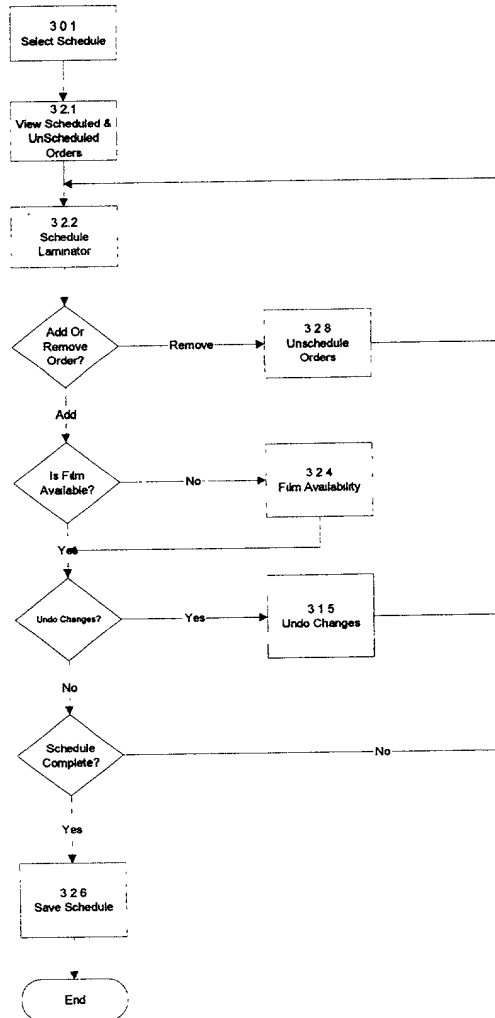 3 0 1
Select Schedule
3 2.1
View Scheduled &
UnScheduled
Orders
3 2.2
Schedule
Laminator
Add Or
Remove
Order?
Remove
3 2 8
Unschedule
Orders
Add
Is Film
Available?
No
3 2 4
Film Availability
Yes
Undo Changes?
Yes
3 1 5
Undo Changes
No
Schedule
Complete?
No
Yes
3 2 6
Save Schedule
End